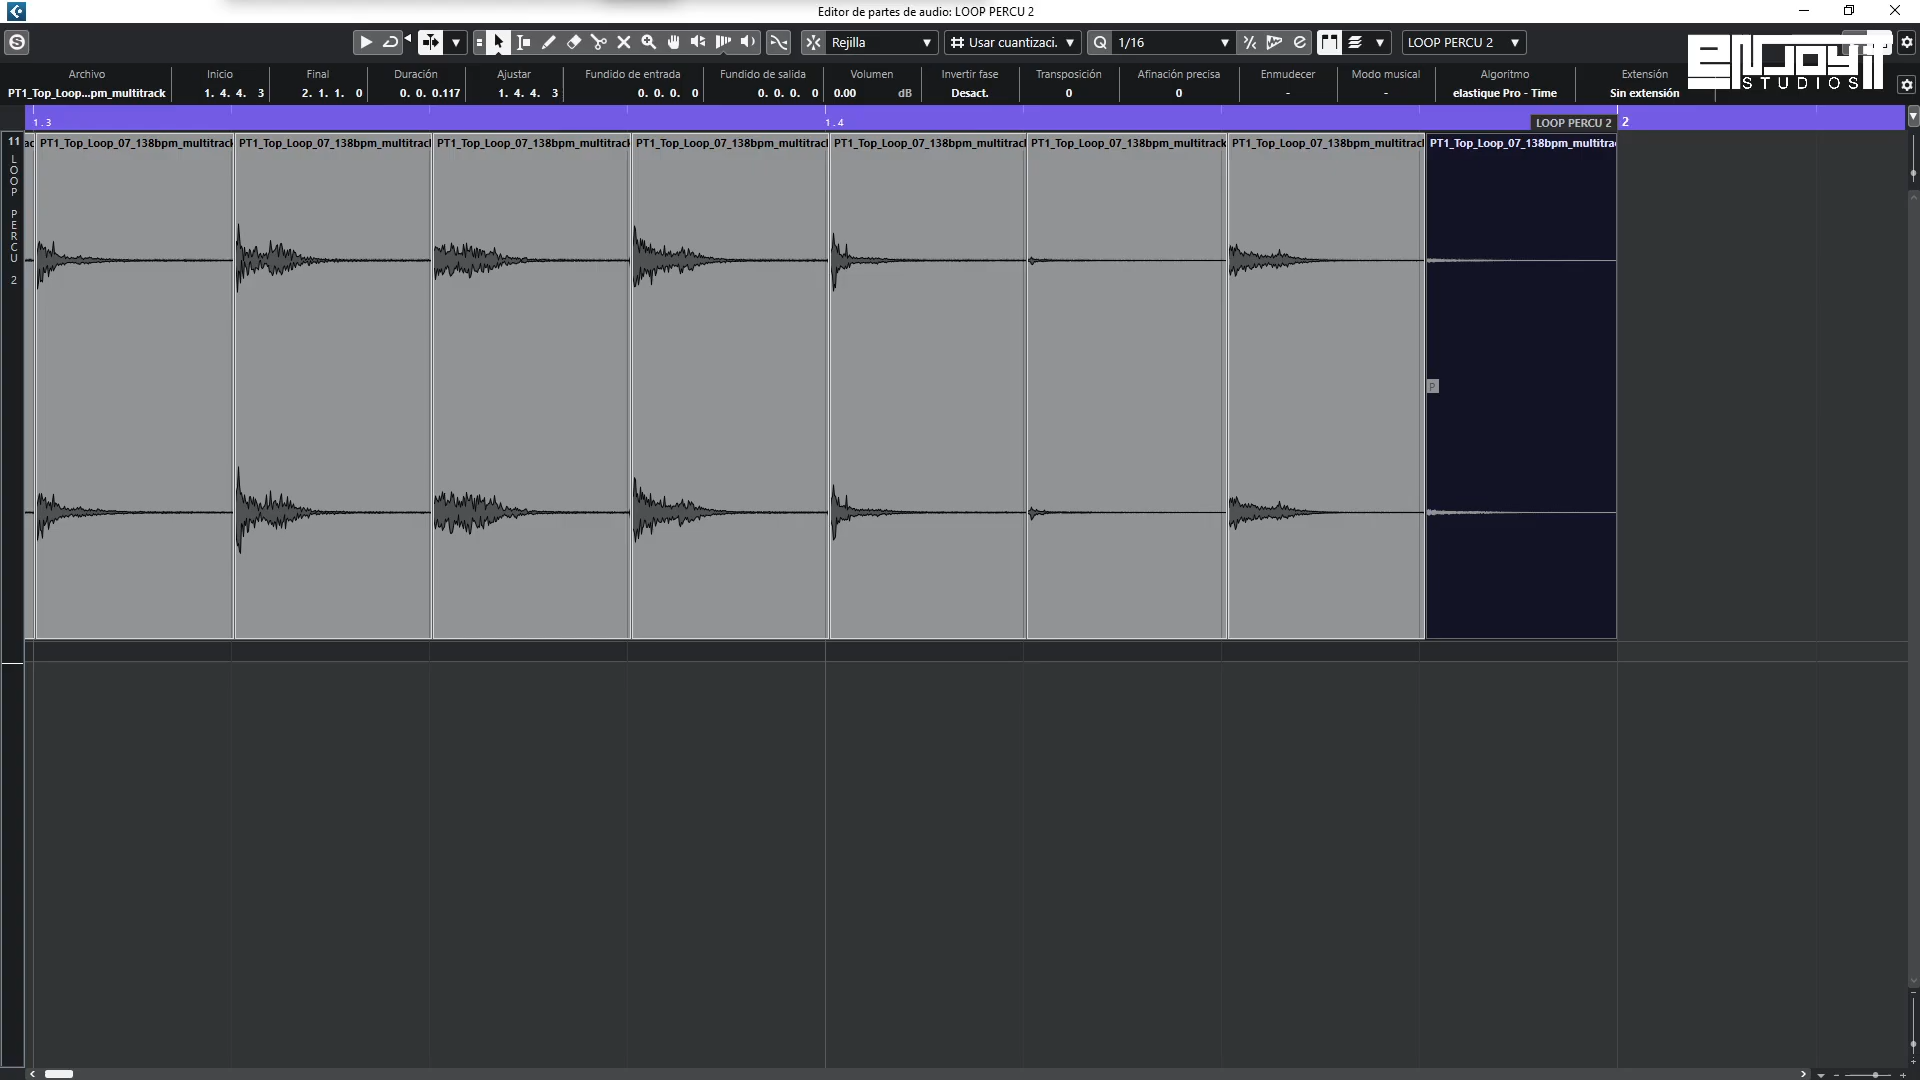 Editor de partes de audio: LOOP PERCU 2
Rejilla
Usar cuantizaci.
1/16
LOOP PERCU 2
ENJOYIT
STUDIOS
Archivo Inicio Final Duración Ajustar Fundido de entrada Fundido de salida Volumen Invertir fase Transposición Afinación precisa Enmudecer Modo musical Algoritmo Extensión
PT1_Top_Loop...pm_multitrack 1. 4. 4. 3 2. 1. 1. 0 0. 0. 0.117 1. 4. 4. 3 0. 0. 0. 0 0. 0. 0. 0 0.00 dB Desact. 0 0 - - elastique Pro - Time Sin extensión
1.3 1.4 LOOP PERCU 2 2
11
LOOP PERCU 2
PT1_Top_Loop_07_138bpm_multitrack
PT1_Top_Loop_07_138bpm_multitrack
PT1_Top_Loop_07_138bpm_multitrack
PT1_Top_Loop_07_138bpm_multitrack
PT1_Top_Loop_07_138bpm_multitrack
PT1_Top_Loop_07_138bpm_multitrack
PT1_Top_Loop_07_138bpm_multitrack
PT1_Top_Loop_07_138bpm_multitra
P